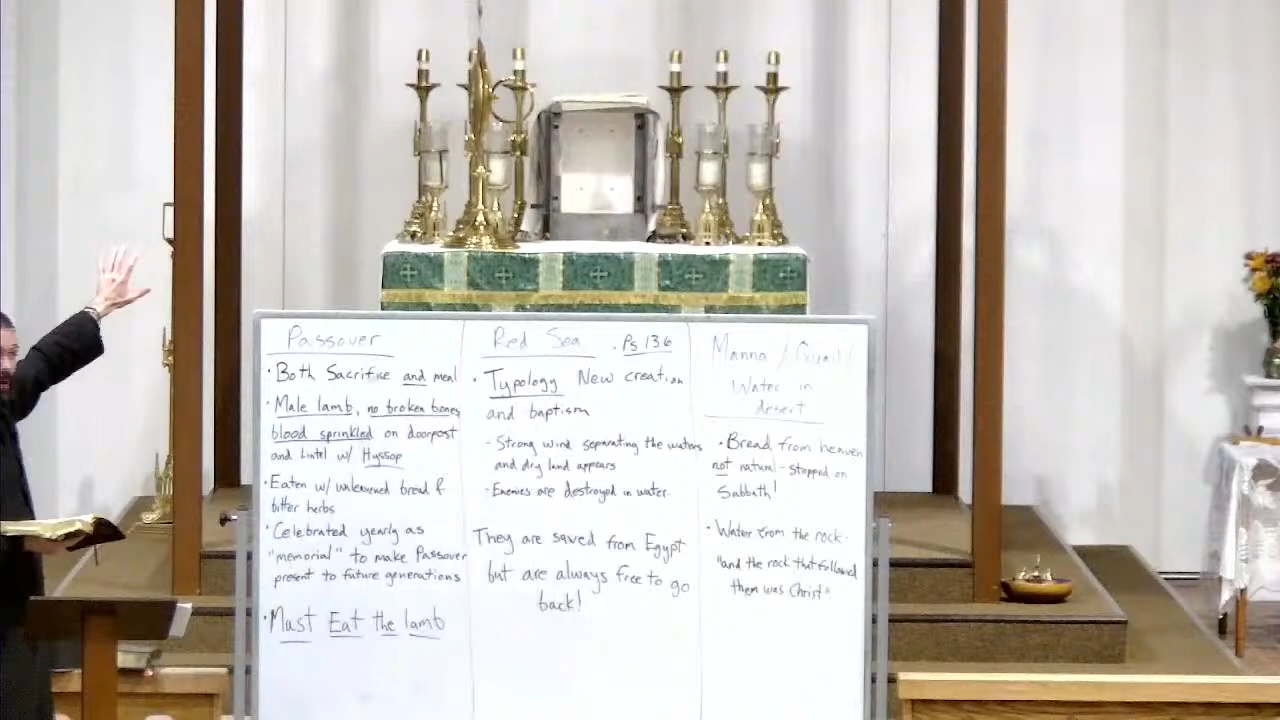 Passover
· Both Sacrifice and meal
· Male lamb, no broken bones,
blood sprinkled on doorpost
and Lintel w/ Hyssop
· Eaten w/ unleavened bread &
bitter herbs
· Celebrated yearly as
"memorial" to make Passover
present to future generations
· Must Eat the lamb
Red Sea . Ps 136
· Typology New creation
and baptism
- Strong wind separating the waters
and dry land appears
- Enemies are destroyed in water
They are saved from Egypt
but are always free to go
back!
Manna / Quail /
Water in
desert
· Bread from heaven
not natural - stopped on
Sabbath!
· Water from the rock-
"and the rock that followed
them was Christ"